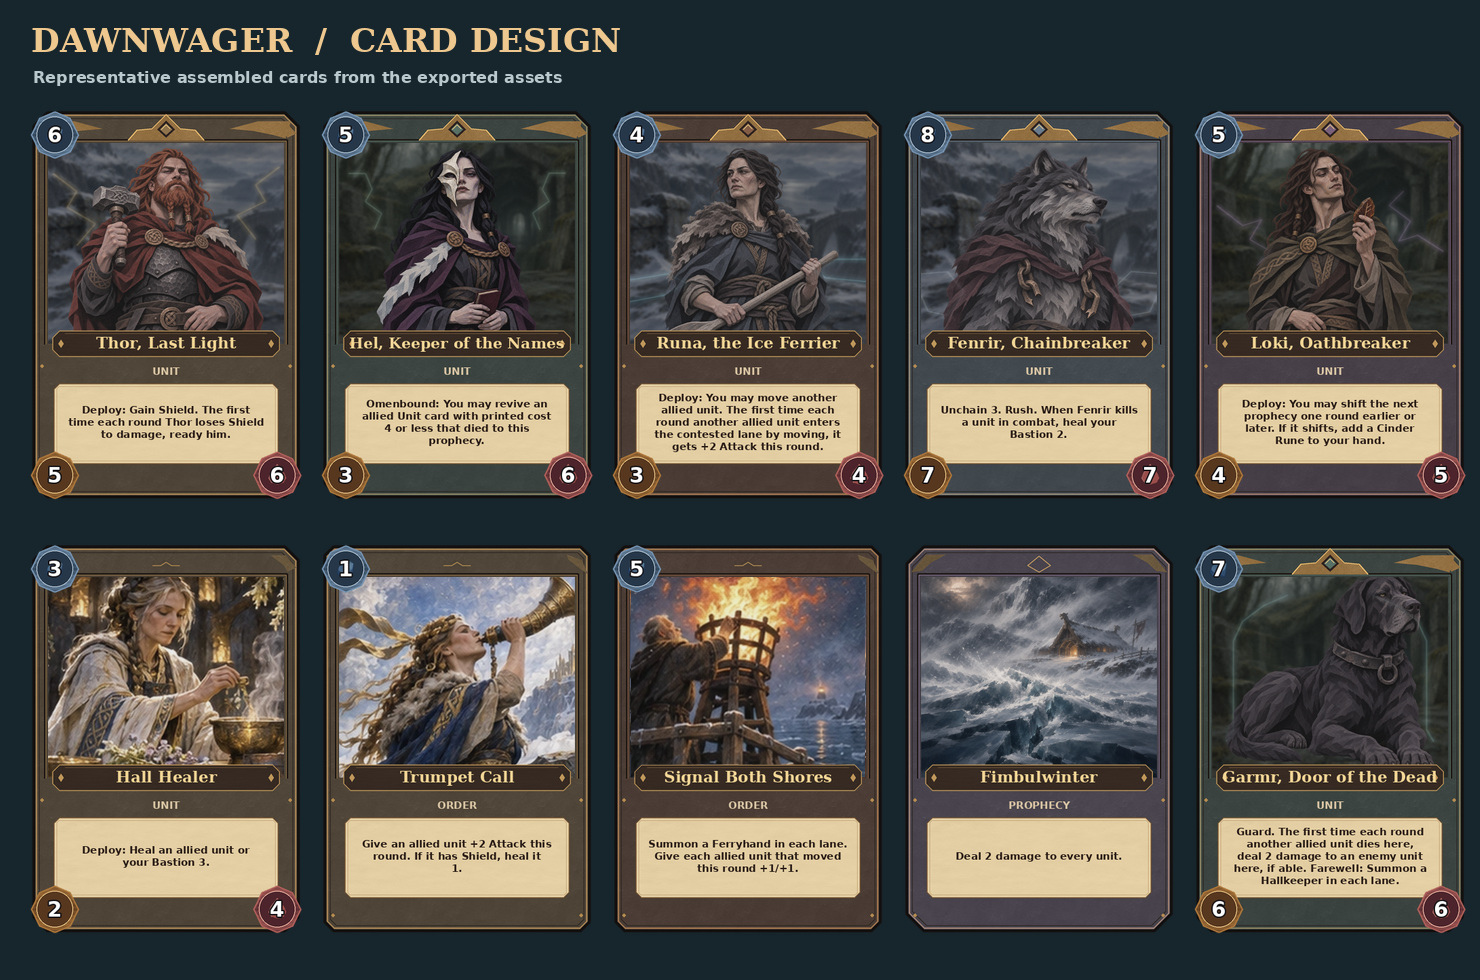 DAWNWAGER / CARD DESIGN
Representative assembled cards from the exported assets
6
Thor, Last Light
UNIT
Deploy: Gain Shield. The first
time each round Thor loses Shield
to damage, ready him.
5
6
5
Hel, Keeper of the Names
UNIT
Omenbound: You may revive an
allied Unit card with printed cost
4 or less that died to this
prophecy.
3
6
4
Runa, the Ice Ferrier
UNIT
Deploy: You may move another
allied unit. The first time each
round another allied unit enters
the contested lane by moving, it
gets +2 Attack this round.
3
4
8
Fenrir, Chainbreaker
UNIT
Unchain 3. Rush. When Fenrir kills
a unit in combat, heal your
Bastion 2.
7
7
5
Loki, Oathbreaker
UNIT
Deploy: You may shift the next
prophecy one round earlier or
later. If it shifts, add a Cinder
Rune to your hand.
4
5
3
Hall Healer
UNIT
Deploy: Heal an allied unit or
your Bastion 3.
2
4
1
Trumpet Call
ORDER
Give an allied unit +2 Attack this
round. If it has Shield, heal it
1.
5
Signal Both Shores
ORDER
Summon a Ferryhand in each lane.
Give each allied unit that moved
this round +1/+1.
Fimbulwinter
PROPHECY
Deal 2 damage to every unit.
7
Garmr, Door of the Dead
UNIT
Guard. The first time each round
another allied unit dies here,
deal 2 damage to an enemy unit
here, if able. Farewell: Summon a
Hallkeeper in each lane.
6
6